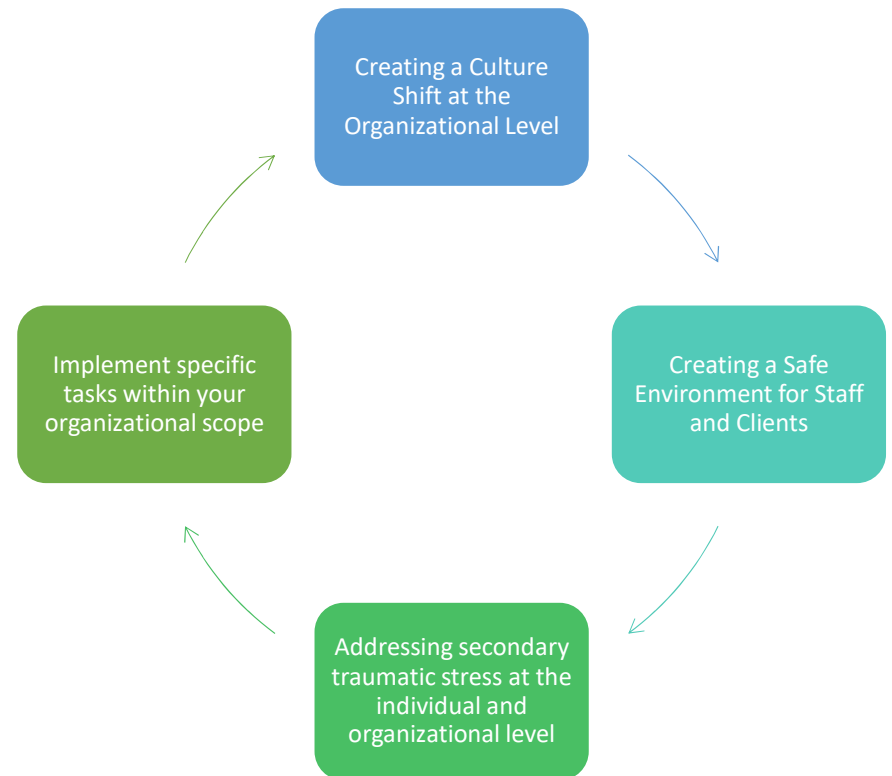 Creating a Culture
Shift at the
Organizational Level
Creating a Safe
Environment for Staff
and Clients
Addressing secondary
traumatic stress at the
individual and
organizational level
Implement specific
tasks within your
organizational scope